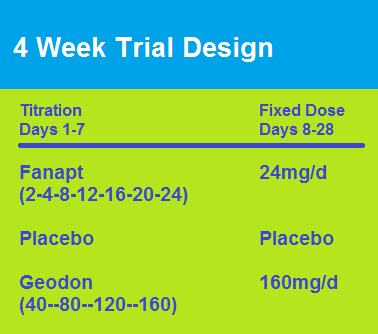 4 Week Trial Design
Titration Fixed Dose
Days 1-7 Days 8-28
Fanapt 24mg/d
(2-4-8-12-16-20-24)
Placebo Placebo
Geodon 160mg/d
(40--80--120--160)